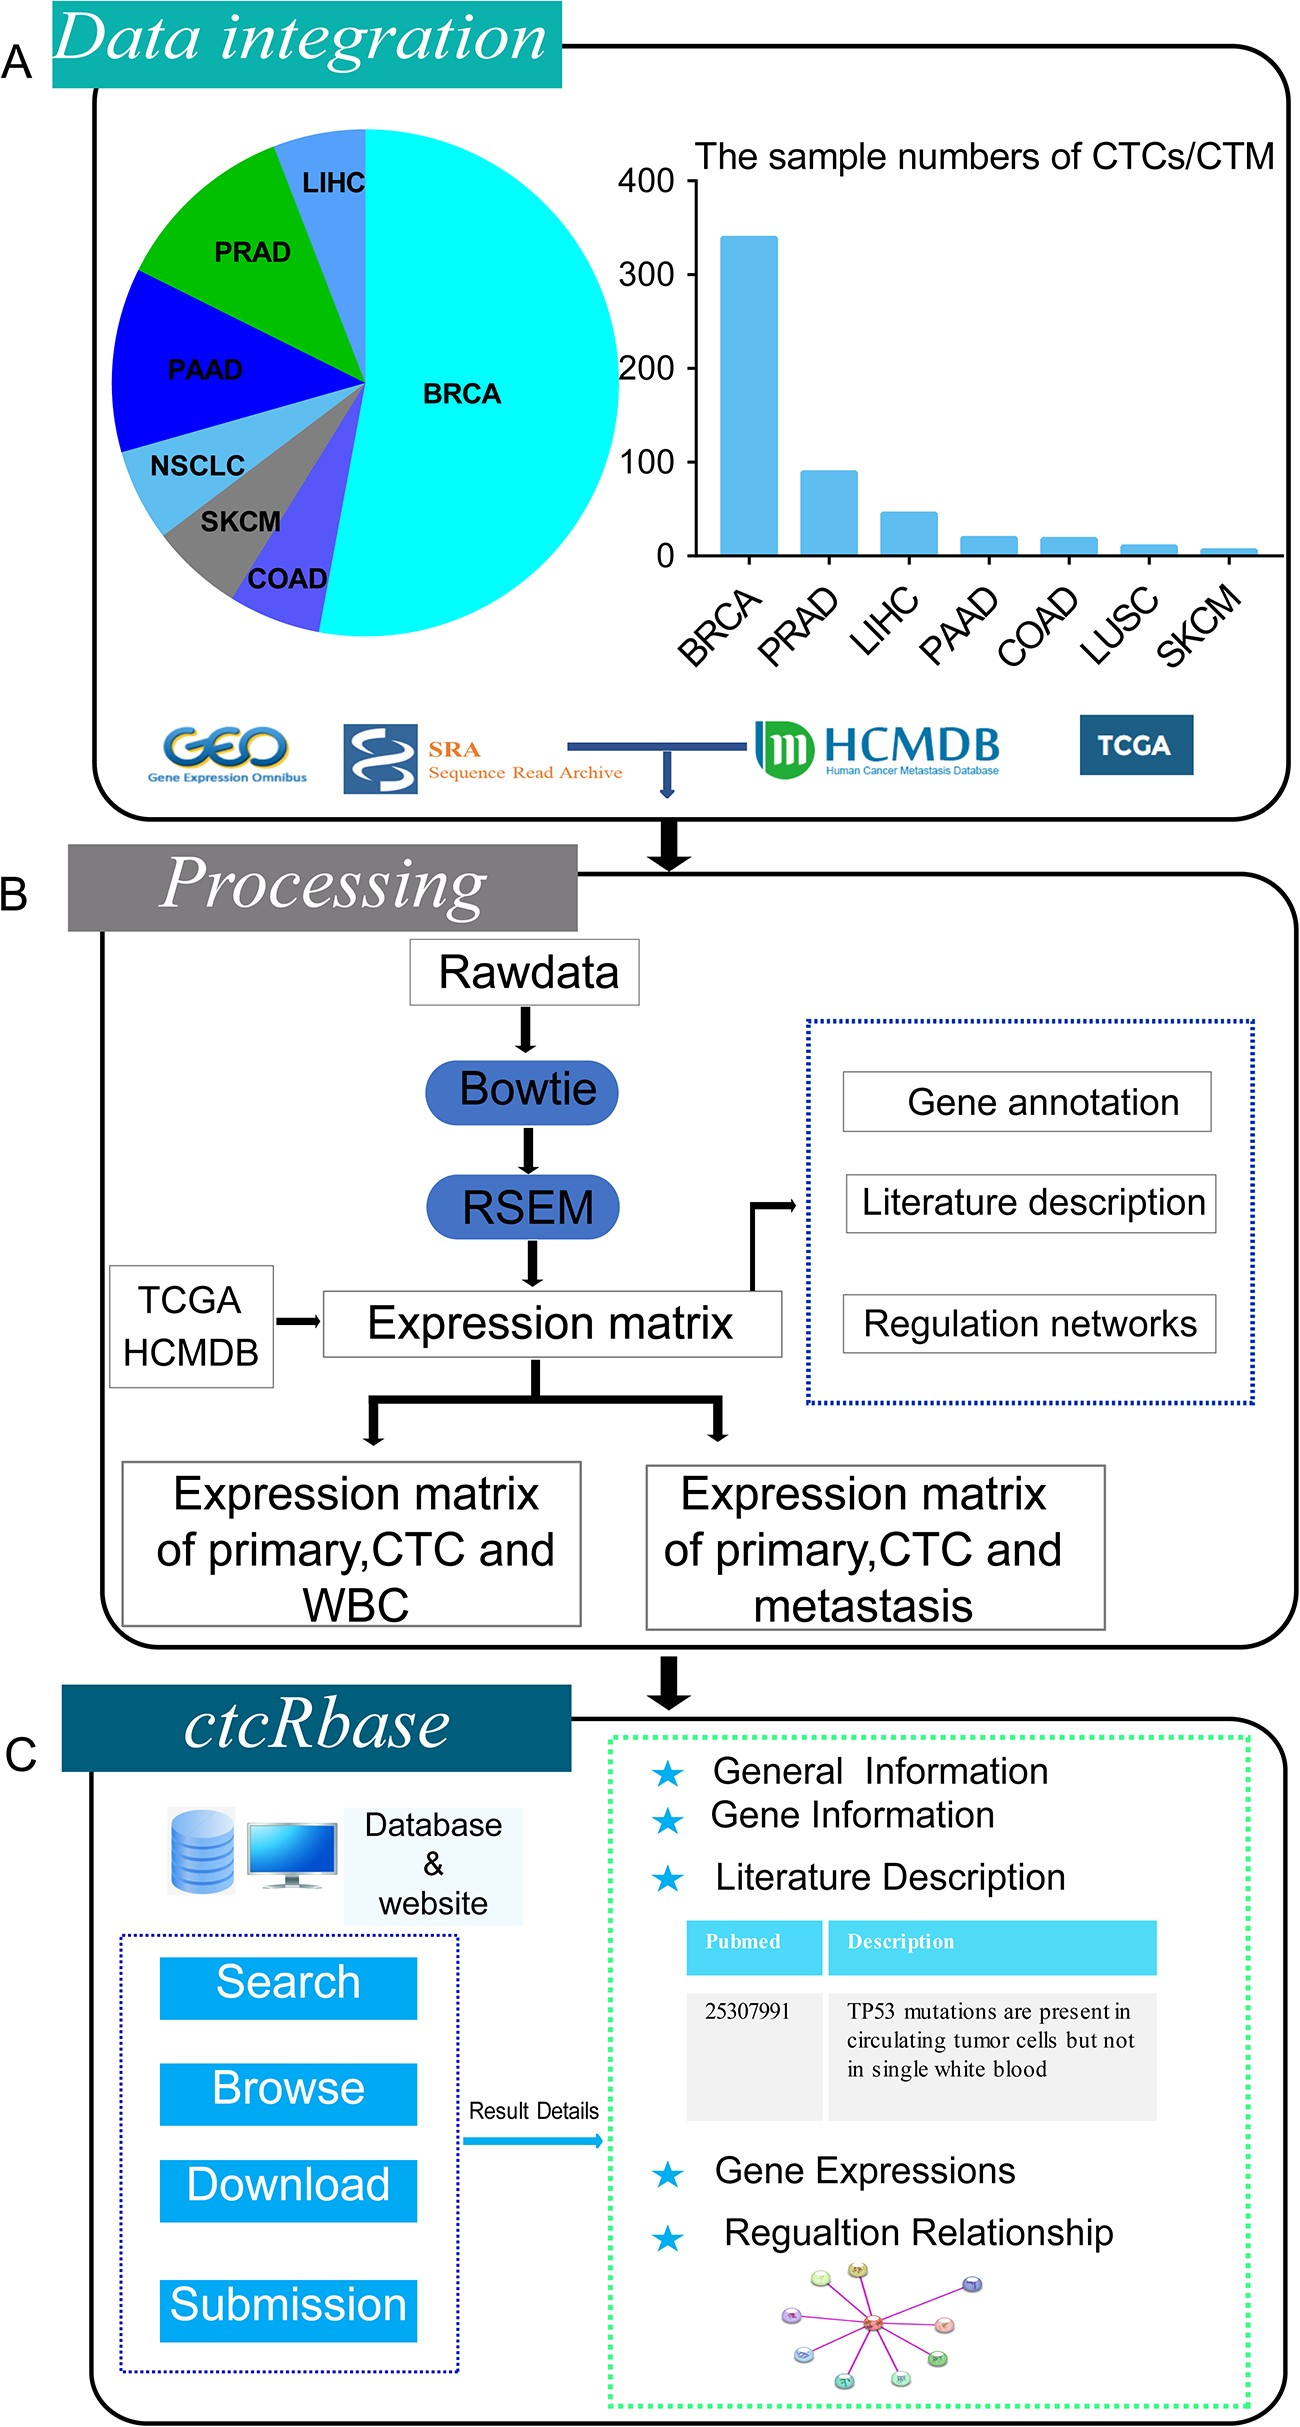 A
Data integration
LIHC
PRAD
PAAD
BRCA
NSCLC
SKCM
COAD
The sample numbers of CTCs/CTM
400
300
200
100
0
BRCA
PRAD
LIHC
PAAD
COAD
LUSC
SKCM
GEO
Gene Expression Omnibus
SRA
Sequence Read Archive
m HCMDB
Human Cancer Metastasis Database
TCGA
B
Processing
Rawdata
Bowtie
RSEM
TCGA
HCMDB
Expression matrix
Gene annotation
Literature description
Regulation networks
Expression matrix
of primary,CTC and
WBC
Expression matrix
of primary,CTC and
metastasis
C
ctcRbase
Database
&
website
Search
Browse
Download
Submission
Result Details
General Information
Gene Information
Literature Description
Pubmed Description
25307991 TP53 mutations are present in
circulating tumor cells but not
in single white blood
Gene Expressions
Regualtion Relationship